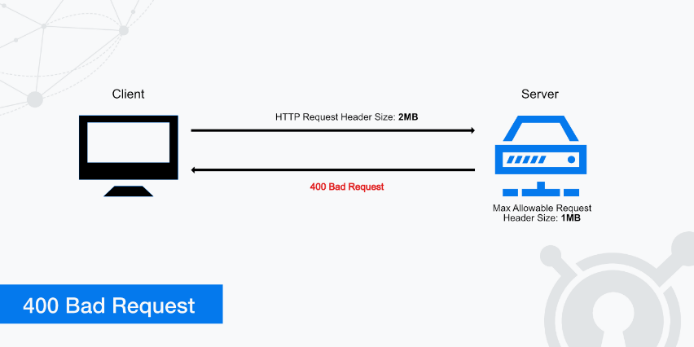 Client
Server
HTTP Request Header Size: 2MB
400 Bad Request
Max Allowable Request
Header Size: 1MB
400 Bad Request